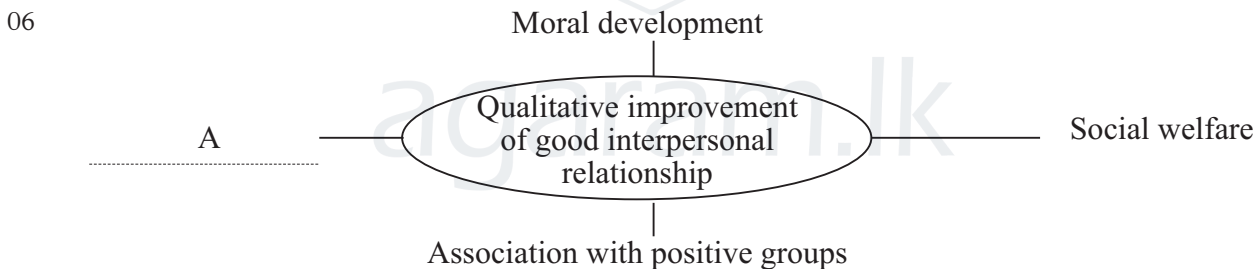 06
Moral development
Qualitative improvement
of good interpersonal
relationship
A
Social welfare
Association with positive groups
agaram.lk